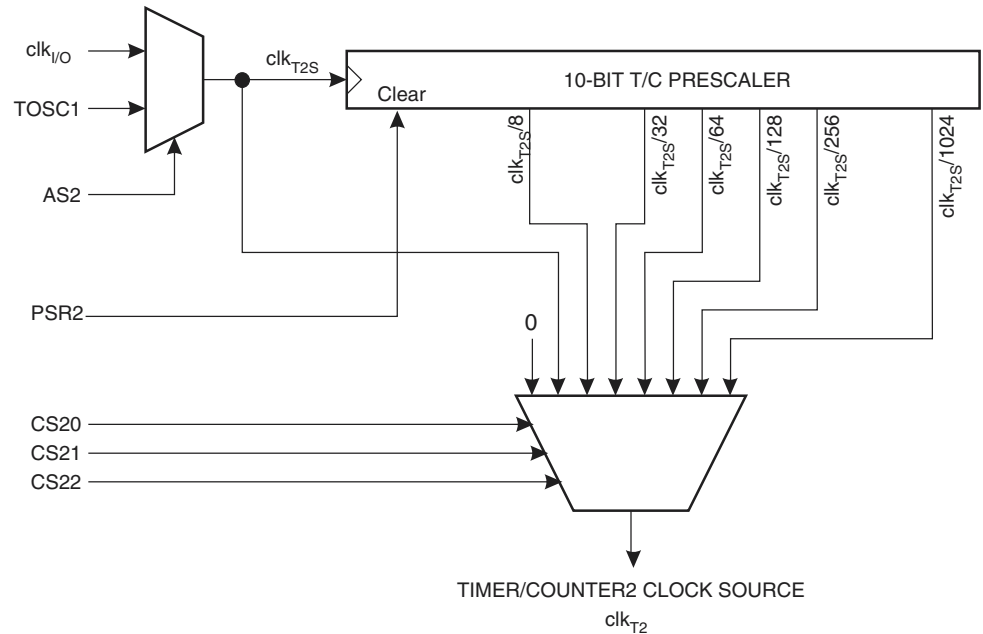 clkI/O
clkT2S
10-BIT T/C PRESCALER
TOSC1
Clear
AS2
clkT2S/8
clkT2S/32
clkT2S/64
clkT2S/128
clkT2S/256
clkT2S/1024
PSR2
0
CS20
CS21
CS22
TIMER/COUNTER2 CLOCK SOURCE
clkT2